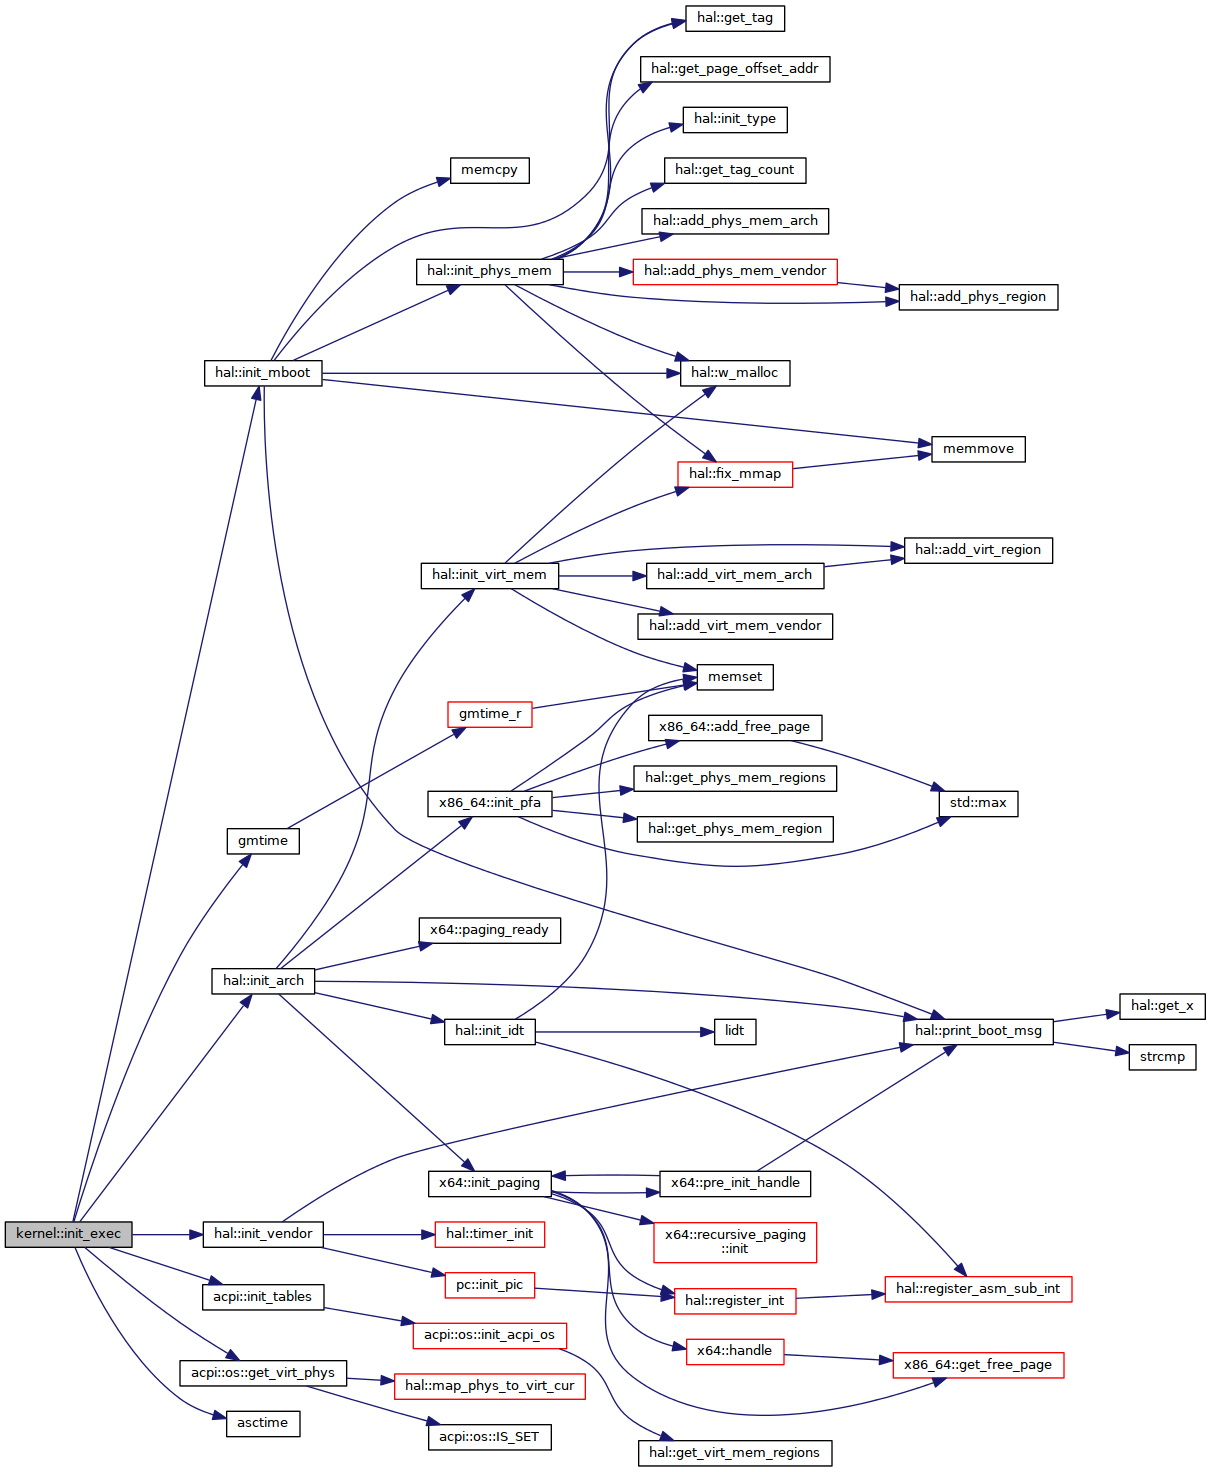 hal::get_tag
hal::get_page_offset_addr
hal::init_type
memcpy
hal::get_tag_count
hal::add_phys_mem_arch
hal::init_phys_mem
hal::add_phys_mem_vendor
hal::add_phys_region
hal::init_mboot
hal::w_malloc
memmove
hal::fix_mmap
hal::add_virt_region
hal::init_virt_mem
hal::add_virt_mem_arch
hal::add_virt_mem_vendor
memset
gmtime_r
x86_64::add_free_page
hal::get_phys_mem_regions
x86_64::init_pfa
std::max
hal::get_phys_mem_region
gmtime
x64::paging_ready
hal::init_arch
hal::get_x
hal::init_idt
lidt
hal::print_boot_msg
strcmp
x64::init_paging
x64::pre_init_handle
kernel::init_exec
hal::init_vendor
hal::timer_init
x64::recursive_paging
::init
pc::init_pic
hal::register_asm_sub_int
acpi::init_tables
hal::register_int
acpi::os::init_acpi_os
x64::handle
x86_64::get_free_page
acpi::os::get_virt_phys
hal::map_phys_to_virt_cur
asctime
acpi::os::IS_SET
hal::get_virt_mem_regions